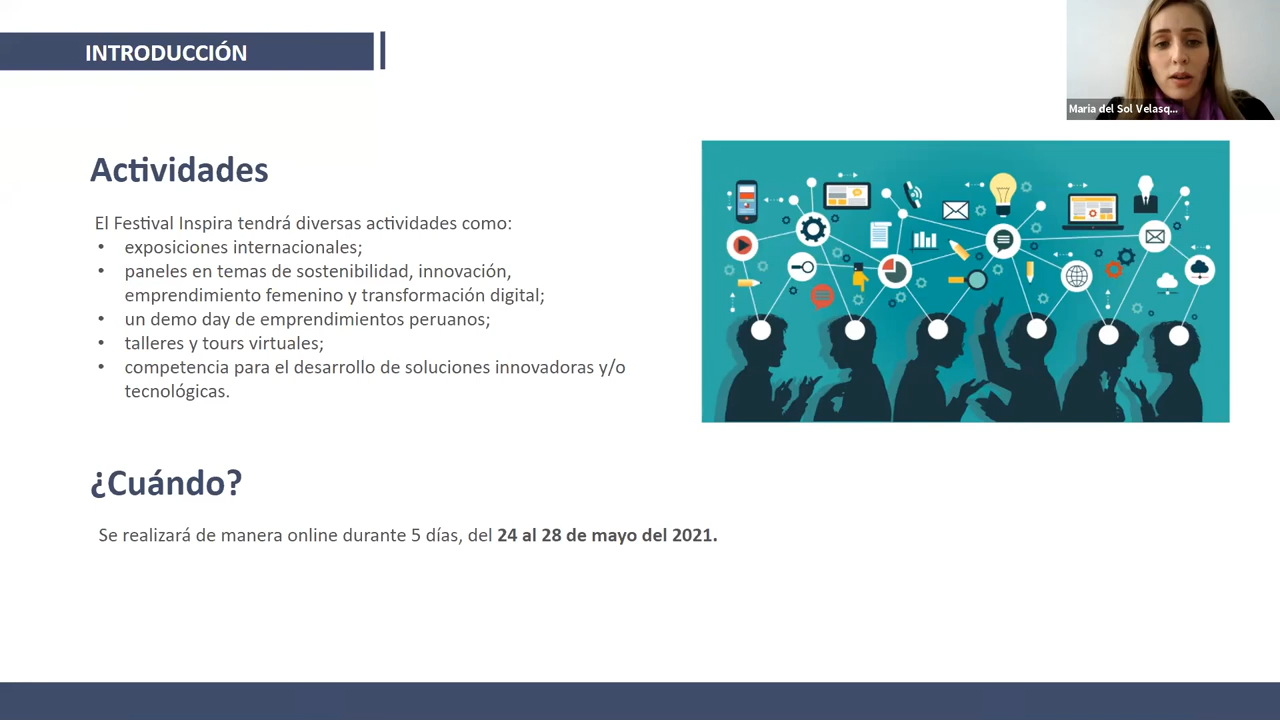 INTRODUCCIÓN
Maria del Sol Velasq...
Actividades
El Festival Inspira tendrá diversas actividades como:
• exposiciones internacionales;
• paneles en temas de sostenibilidad, innovación,
emprendimiento femenino y transformación digital;
• un demo day de emprendimientos peruanos;
• talleres y tours virtuales;
• competencia para el desarrollo de soluciones innovadoras y/o
tecnológicas.
¿Cuándo?
Se realizará de manera online durante 5 días, del 24 al 28 de mayo del 2021.